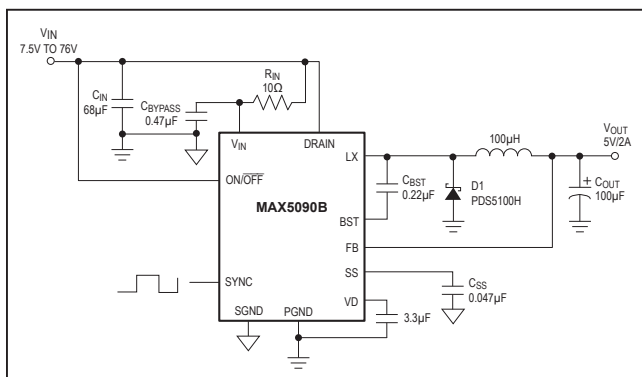 VIN
7.5V TO 76V
CIN
68µF
CBYPASS
0.47µF
RIN
10Ω
VIN
DRAIN
LX
ON/OFF
MAX5090B
BST
FB
SYNC
SS
VD
SGND
PGND
CBST
0.22µF
D1
PDS5100H
100µH
VOUT
5V/2A
+
COUT
100µF
CSS
0.047µF
3.3µF